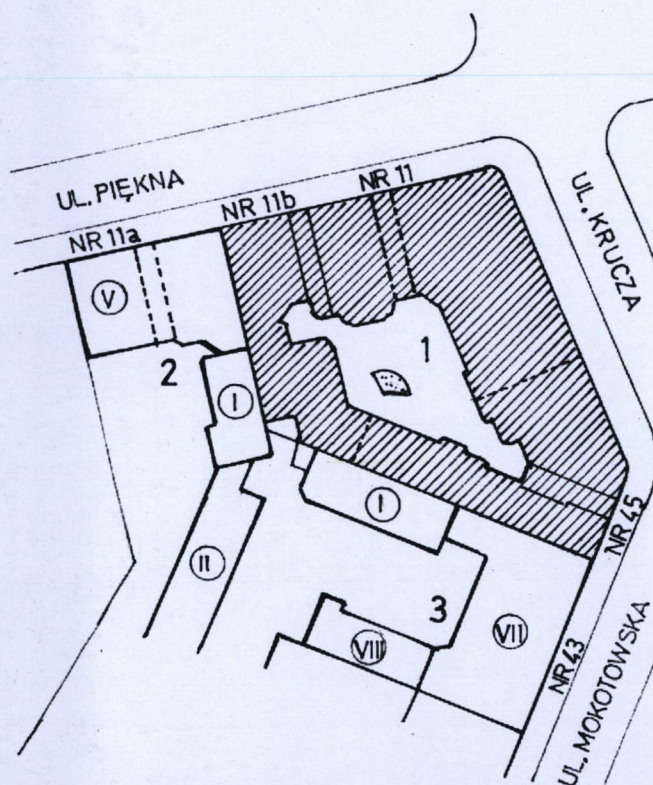 UL. PIĘKNA
NR 11a
NR 11b
NR 11
UL. KRUCZA
V
2
1
I
I
II
3
VIII
VII
NR 45
NR 43
UL. MOKOTOWSKA